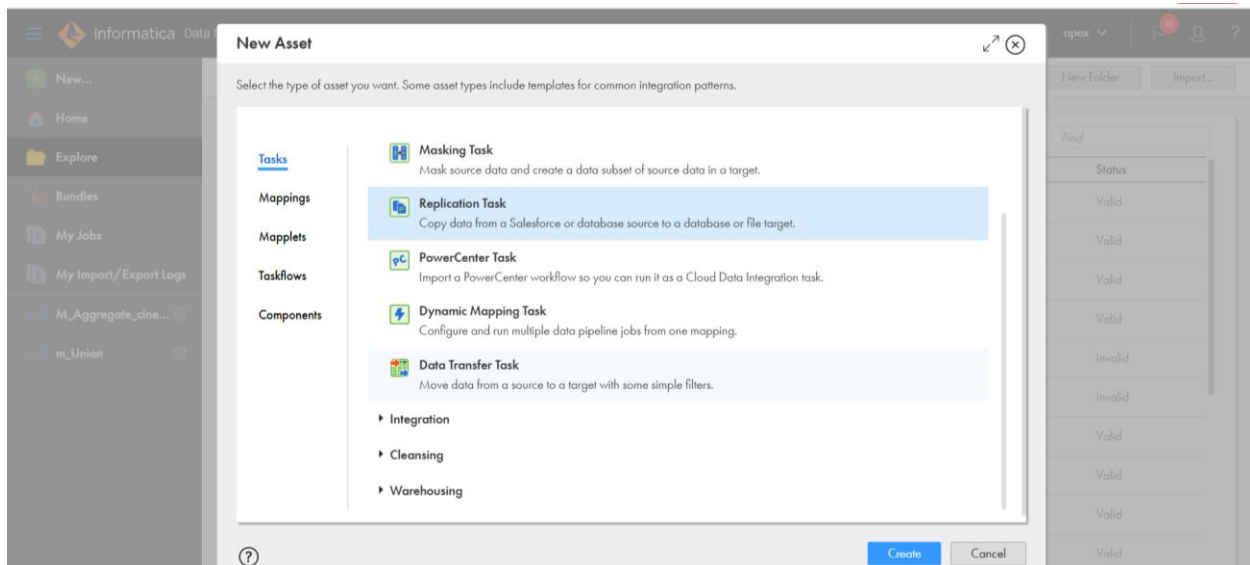 Informatica Data I
New Asset
apex
?
New...
Select the type of asset you want. Some asset types include templates for common integration patterns.
New Folder
Import...
Home
Find
Explore
Tasks
Masking Task
Mask source data and create a data subset of source data in a target.
Status
Bundles
Mappings
Replication Task
Copy data from a Salesforce or database source to a database or file target.
Valid
My Jobs
Mapplets
Valid
PowerCenter Task
PC
Import a PowerCenter workflow so you can run it as a Cloud Data Integration task.
My Import/Export Logs
Taskflows
Valid
M_Aggregate_cine...
Components
Dynamic Mapping Task
Configure and run multiple data pipeline jobs from one mapping.
Valid
m_Union
Data Transfer Task
Move data from a source to a target with some simple filters.
Invalid
Invalid
Integration
Valid
Cleansing
Valid
Warehousing
Valid
?
Create
Cancel
Valid